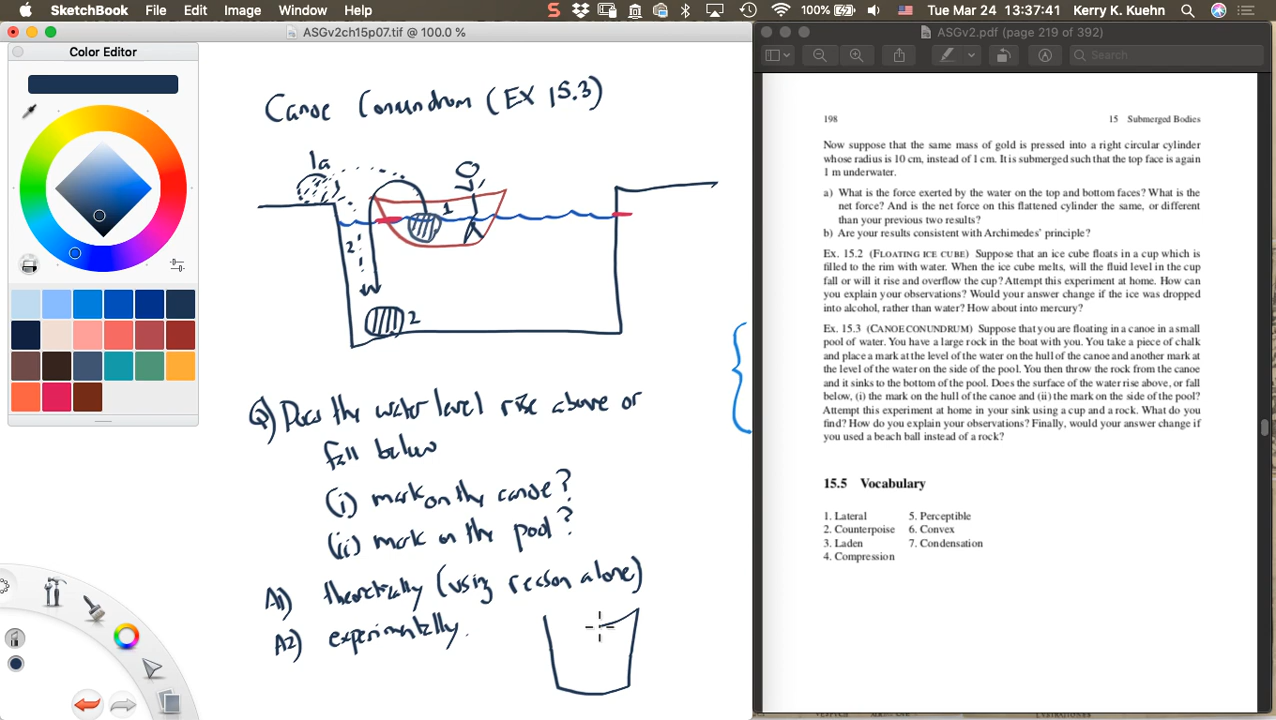 SketchBook File Edit Image Window Help 100% Tue Mar 24 13:37:41 Kerry K. Kuehn
ASGv2ch15p07.tif @ 100.0 %
ASGv2.pdf (page 219 of 392)
Color Editor
Search
Canoe Conundrum (EX 15.3)
1a
1
2'
2
Q) Does the water level rise above or
fall below
(i) mark on the canoe?
(ii) mark on the pool?
A1) theoretically (using reason alone)
A2) experimentally.
198 15 Submerged Bodies
Now suppose that the same mass of gold is pressed into a right circular cylinder
whose radius is 10 cm, instead of 1 cm. It is submerged such that the top face is again
1 m underwater.
a) What is the force exerted by the water on the top and bottom faces? What is the
net force? And is the net force on this flattened cylinder the same, or different
than your previous two results?
b) Are your results consistent with Archimedes' principle?
Ex. 15.2 (FLOATING ICE CUBE) Suppose that an ice cube floats in a cup which is
filled to the rim with water. When the ice cube melts, will the fluid level in the cup
fall or will it rise and overflow the cup? Attempt this experiment at home. How can
you explain your observations? Would your answer change if the ice was dropped
into alcohol, rather than water? How about into mercury?
Ex. 15.3 (CANOE CONUNDRUM) Suppose that you are floating in a canoe in a small
pool of water. You have a large rock in the boat with you. You take a piece of chalk
and place a mark at the level of the water on the hull of the canoe and another mark at
the level of the water on the side of the pool. You then throw the rock from the canoe
and it sinks to the bottom of the pool. Does the surface of the water rise above, or fall
below, (i) the mark on the hull of the canoe and (ii) the mark on the side of the pool?
Attempt this experiment at home in your sink using a cup and a rock. What do you
find? How do you explain your observations? Finally, would your answer change if
you used a beach ball instead of a rock?
15.5 Vocabulary
1. Lateral 5. Perceptible
2. Counterpoise 6. Convex
3. Laden 7. Condensation
4. Compression